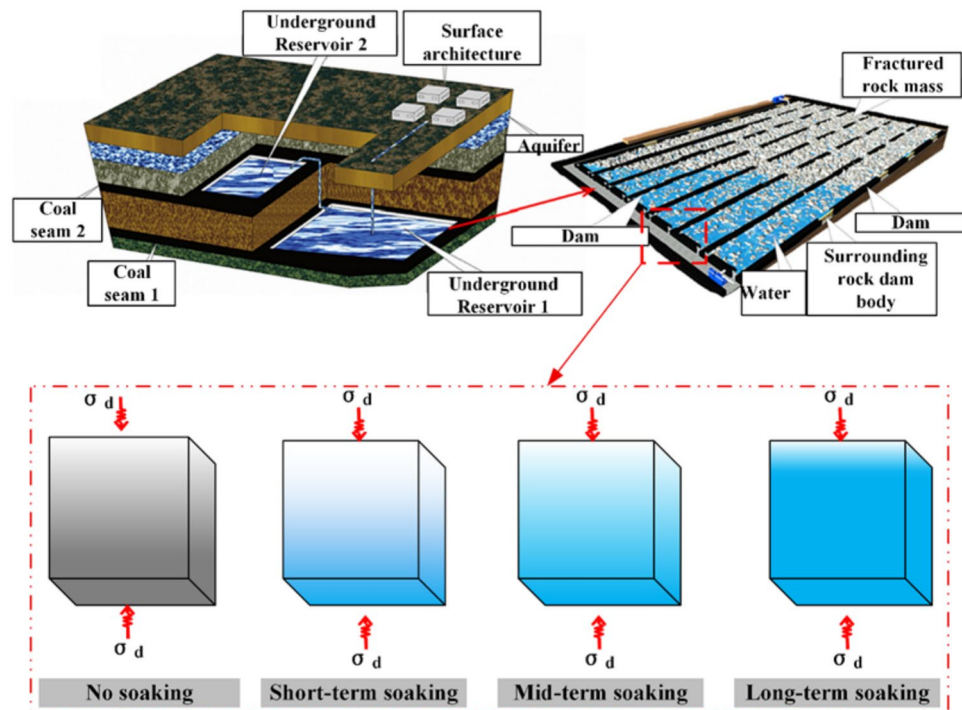 Underground
Reservoir 2
Surface
architecture
Fractured
rock mass
Aquifer
Coal
seam 2
Dam
Dam
Coal
seam 1
Underground
Reservoir 1
Water
Surrounding
rock dam
body
σ d
σ d
σ d
σ d
σ d
σ d
σ d
σ d
No soaking
Short-term soaking
Mid-term soaking
Long-term soaking